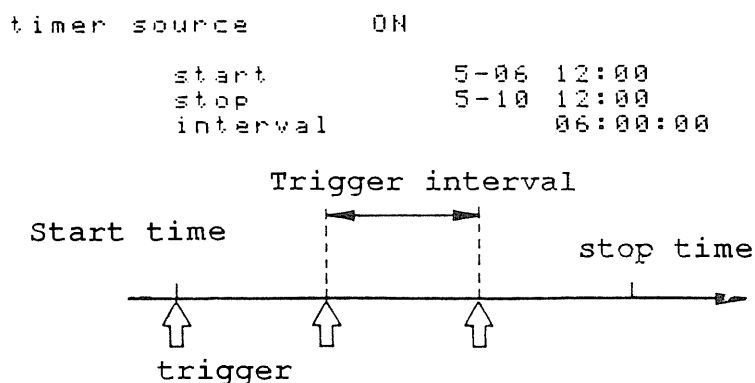 timer source ON
start 5-06 12:00
stop 5-10 12:00
interval 06:00:00
Trigger interval
Start time
stop time
trigger